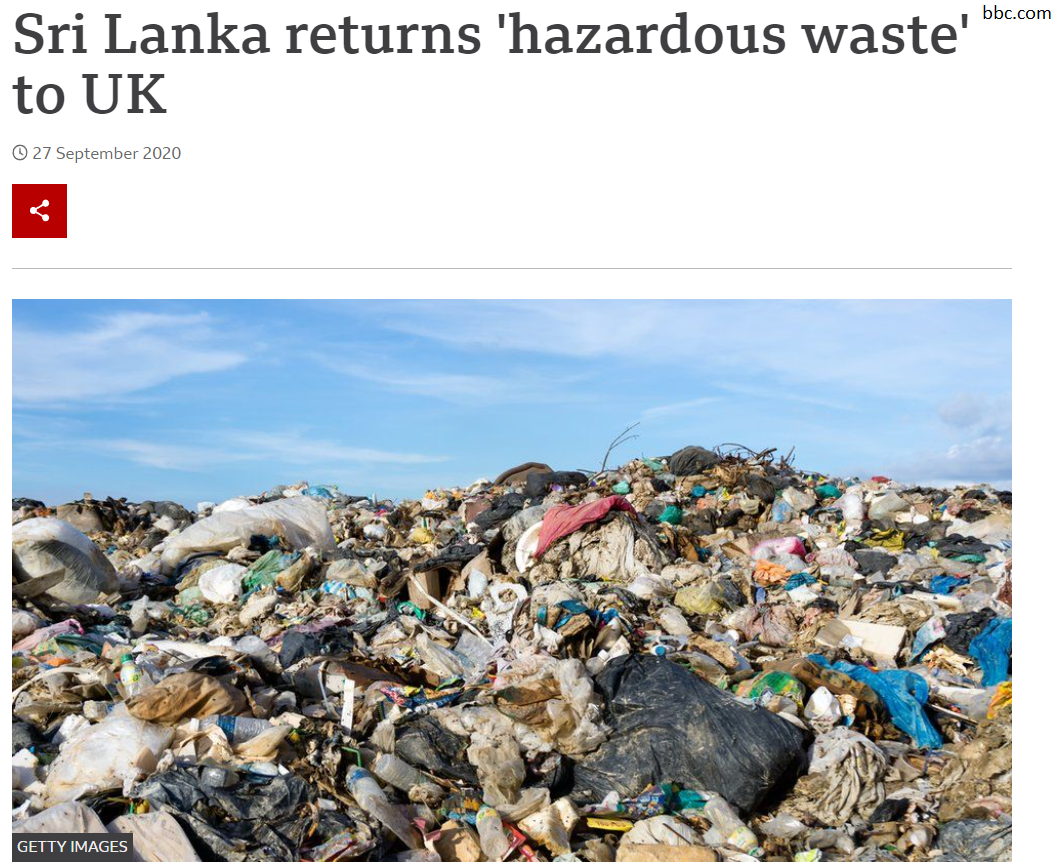 Sri Lanka returns 'hazardous waste'
to UK
bbc.com
27 September 2020
GETTY IMAGES